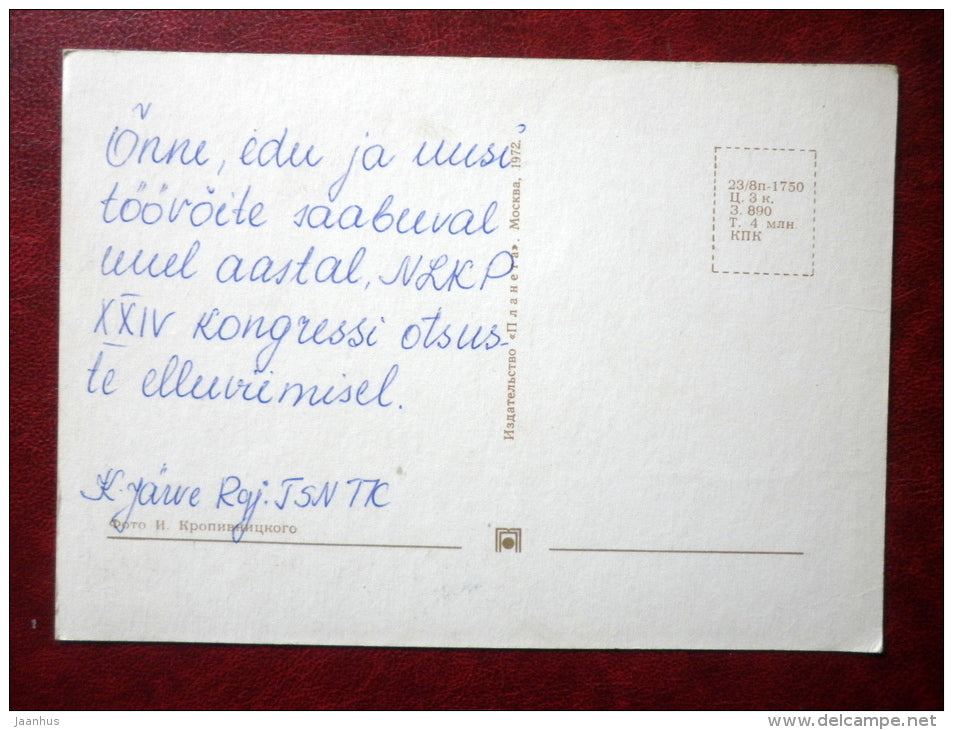 Õnne, edu ja uusi
töövõite saabuval
uuel aastal, NLKP
XXIV kongressi otsus-
te elluviimisel.
K. Järve Rgj. TSN TK
Фото И. Кропивницкого
Издательство «Планета». Москва, 1972.
23/8п-1750
Ц. 3 к.
З. 890
Т. 4 млн
КПК
Jaanhus
www.delcampe.net